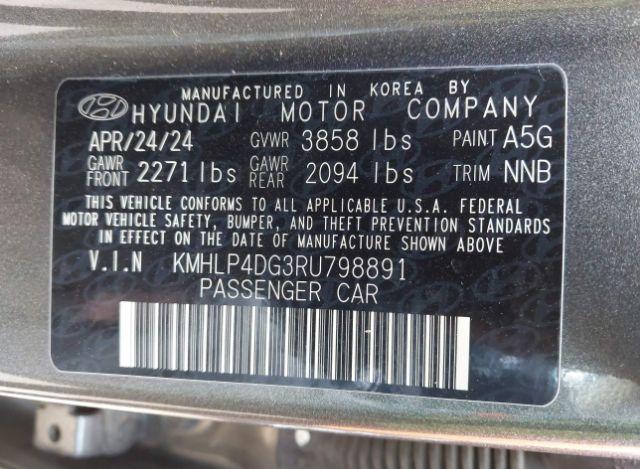 MANUFACTURED IN KOREA BY
HYUNDAI MOTOR COMPANY
APR/24/24 GVWR 3858 lbs PAINT A5G
GAWR FRONT 2271 lbs GAWR REAR 2094 lbs TRIM NNB
THIS VEHICLE CONFORMS TO ALL APPLICABLE U.S.A. FEDERAL
MOTOR VEHICLE SAFETY, BUMPER, AND THEFT PREVENTION STANDARDS
IN EFFECT ON THE DATE OF MANUFACTURE SHOWN ABOVE
V.I.N KMHLP4DG3RU798891
PASSENGER CAR